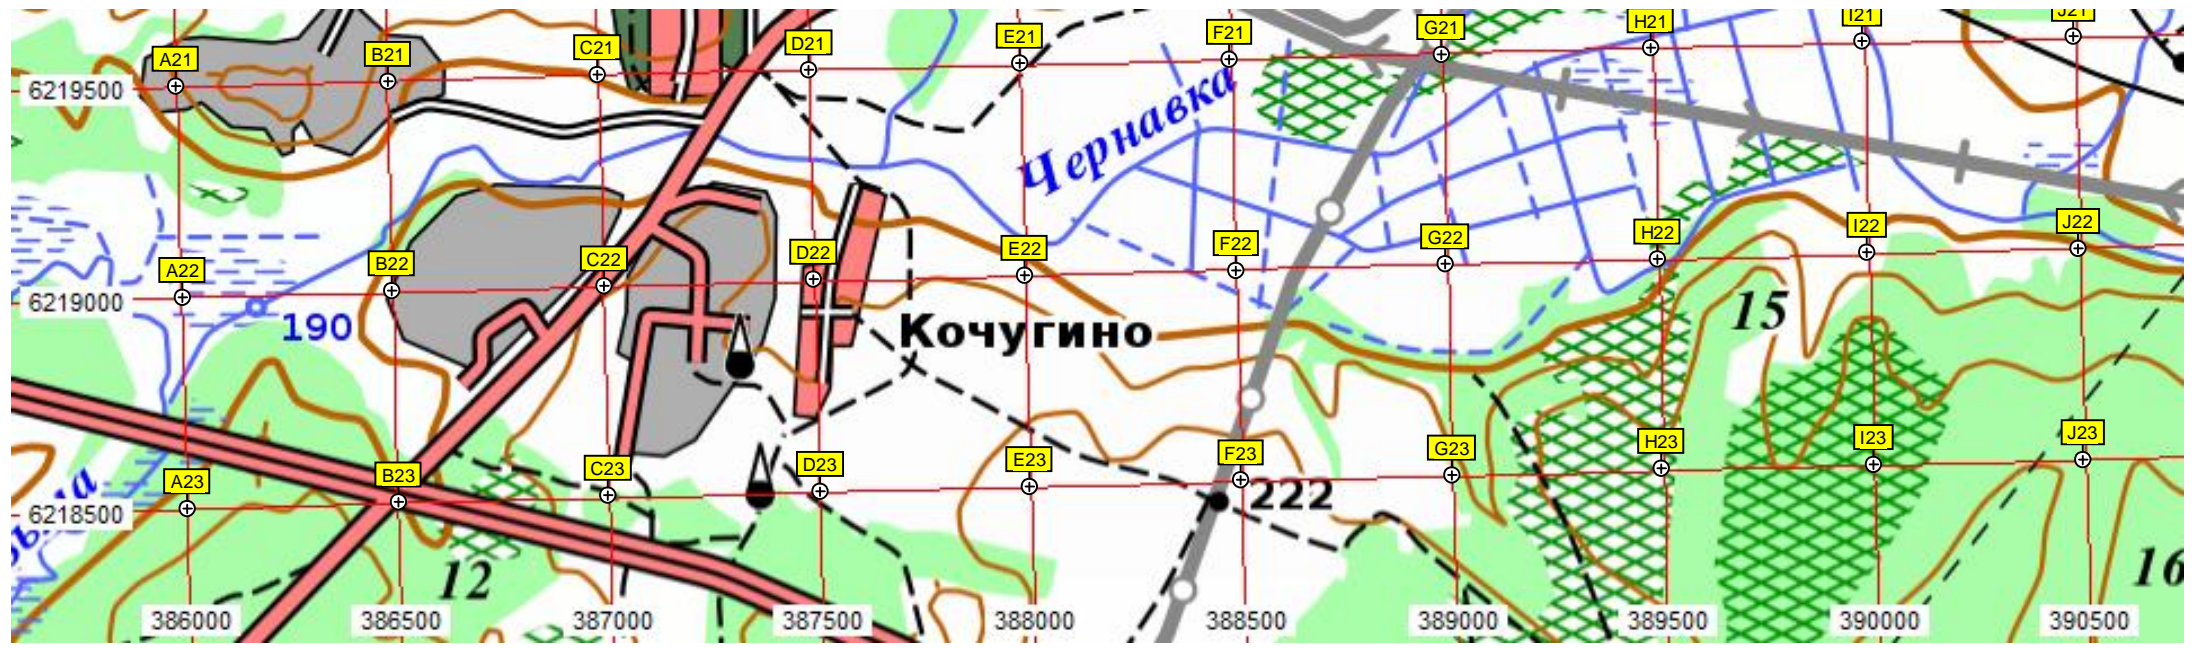 A21 B21 C21 D21 E21 F21 G21 H21 I21 J21
6219500
Чернавка
A22 B22 C22 D22 E22 F22 G22 H22 I22 J22
6219000
190
Кочугино
15
A23 B23 C23 D23 E23 F23 G23 H23 I23 J23
6218500
222
12
16
386000 386500 387000 387500 388000 388500 389000 389500 390000 390500